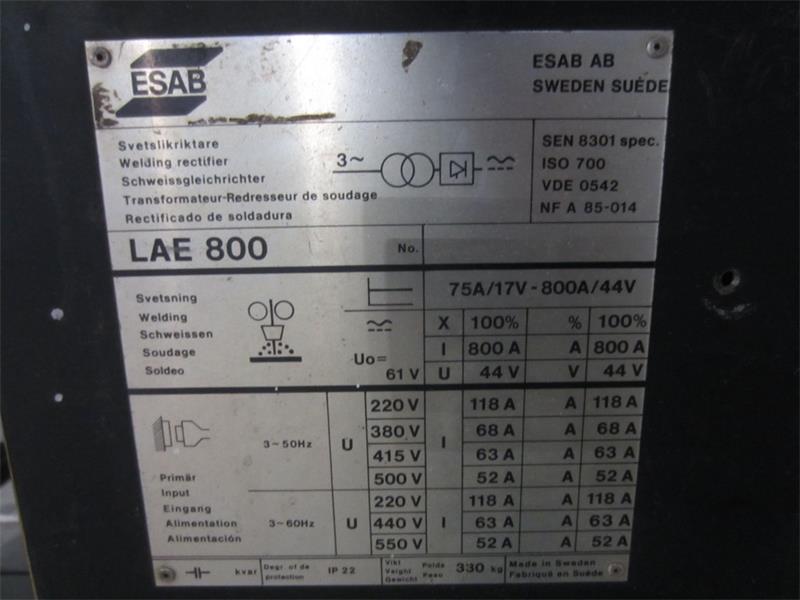 ESAB
ESAB AB
SWEDEN SUÈDE
Svetslikriktare
Welding rectifier
Schweissgleichrichter
Transformateur-Redresseur de soudage
Rectificado de soldadura
3~
SEN 8301 spec.
ISO 700
VDE 0542
NF A 85-014
LAE 800
No.
Svetsning
Welding
Schweissen
Soudage
Soldeo
75A/17V - 800A/44V
X 100% % 100%
I 800 A A 800 A
Uo=
61 V
U 44 V V 44 V
Primär
Input
Eingang
Alimentation
Alimentación
3~50Hz U I
220 V 118 A A 118 A
380 V 68 A A 68 A
415 V 63 A A 63 A
500 V 52 A A 52 A
3~60Hz U I
220 V 118 A A 118 A
440 V 63 A A 63 A
550 V 52 A A 52 A
kvar
Degr. of de
protection
IP 22
Vikt Poids
Weight Peso
Gewicht
330 kg
Made in Sweden
Fabriqué en Suède